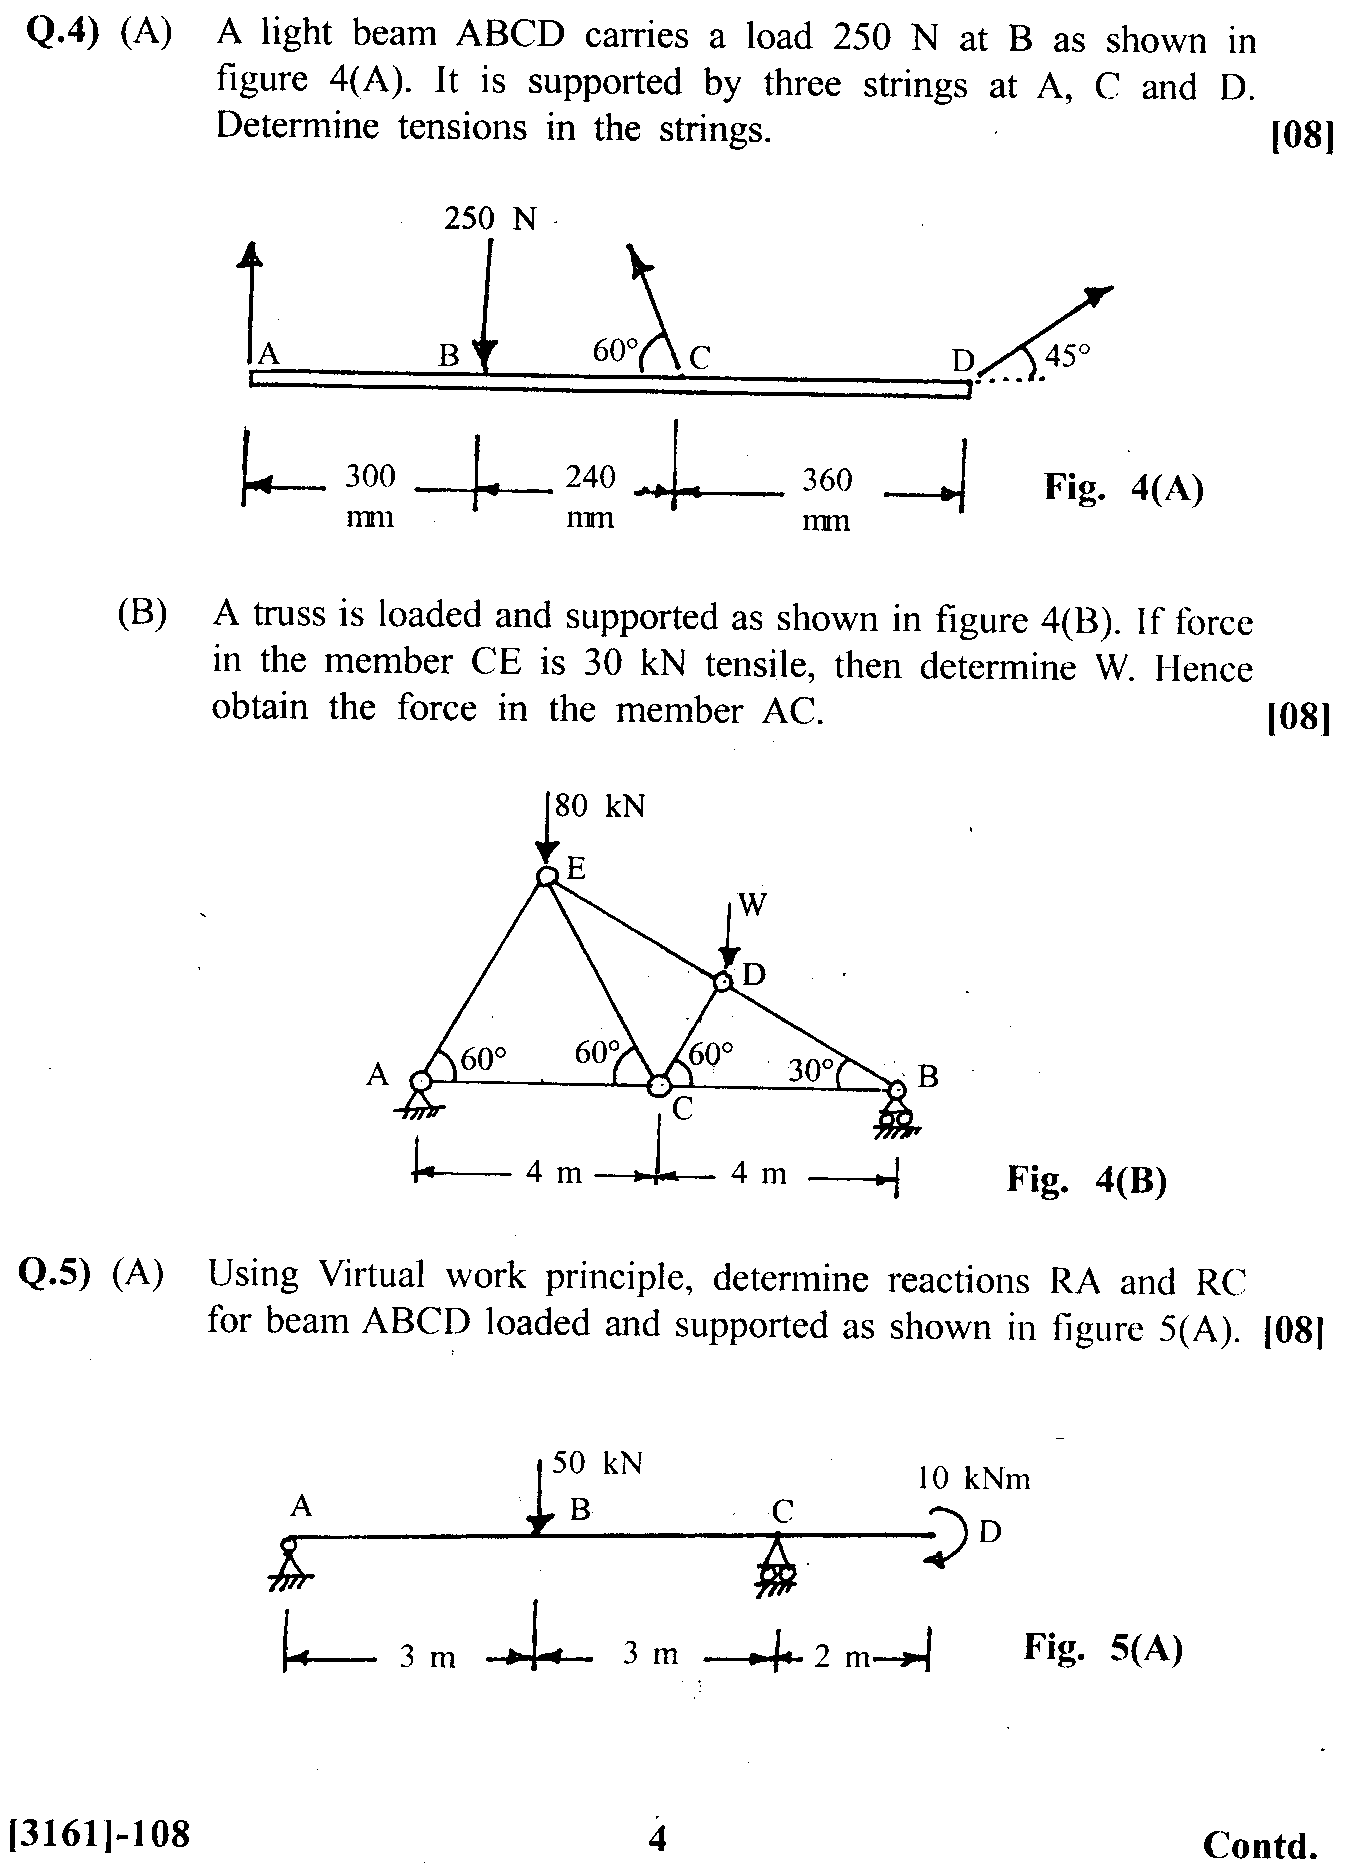 Q.4) (A) A light beam ABCD carries a load 250 N at B as shown in
figure 4(A). It is supported by three strings at A, C and D.
Determine tensions in the strings. [08]
250 N
A B 60° C D 45°
300 mm 240 mm 360 mm Fig. 4(A)
(B) A truss is loaded and supported as shown in figure 4(B). If force
in the member CE is 30 kN tensile, then determine W. Hence
obtain the force in the member AC. [08]
80 kN
E
W
D
A 60° 60° 60° 30° B
C
4 m 4 m Fig. 4(B)
Q.5) (A) Using Virtual work principle, determine reactions RA and RC
for beam ABCD loaded and supported as shown in figure 5(A). [08]
50 kN 10 kNm
A B C D
3 m 3 m 2 m Fig. 5(A)
[3161]-108 4 Contd.